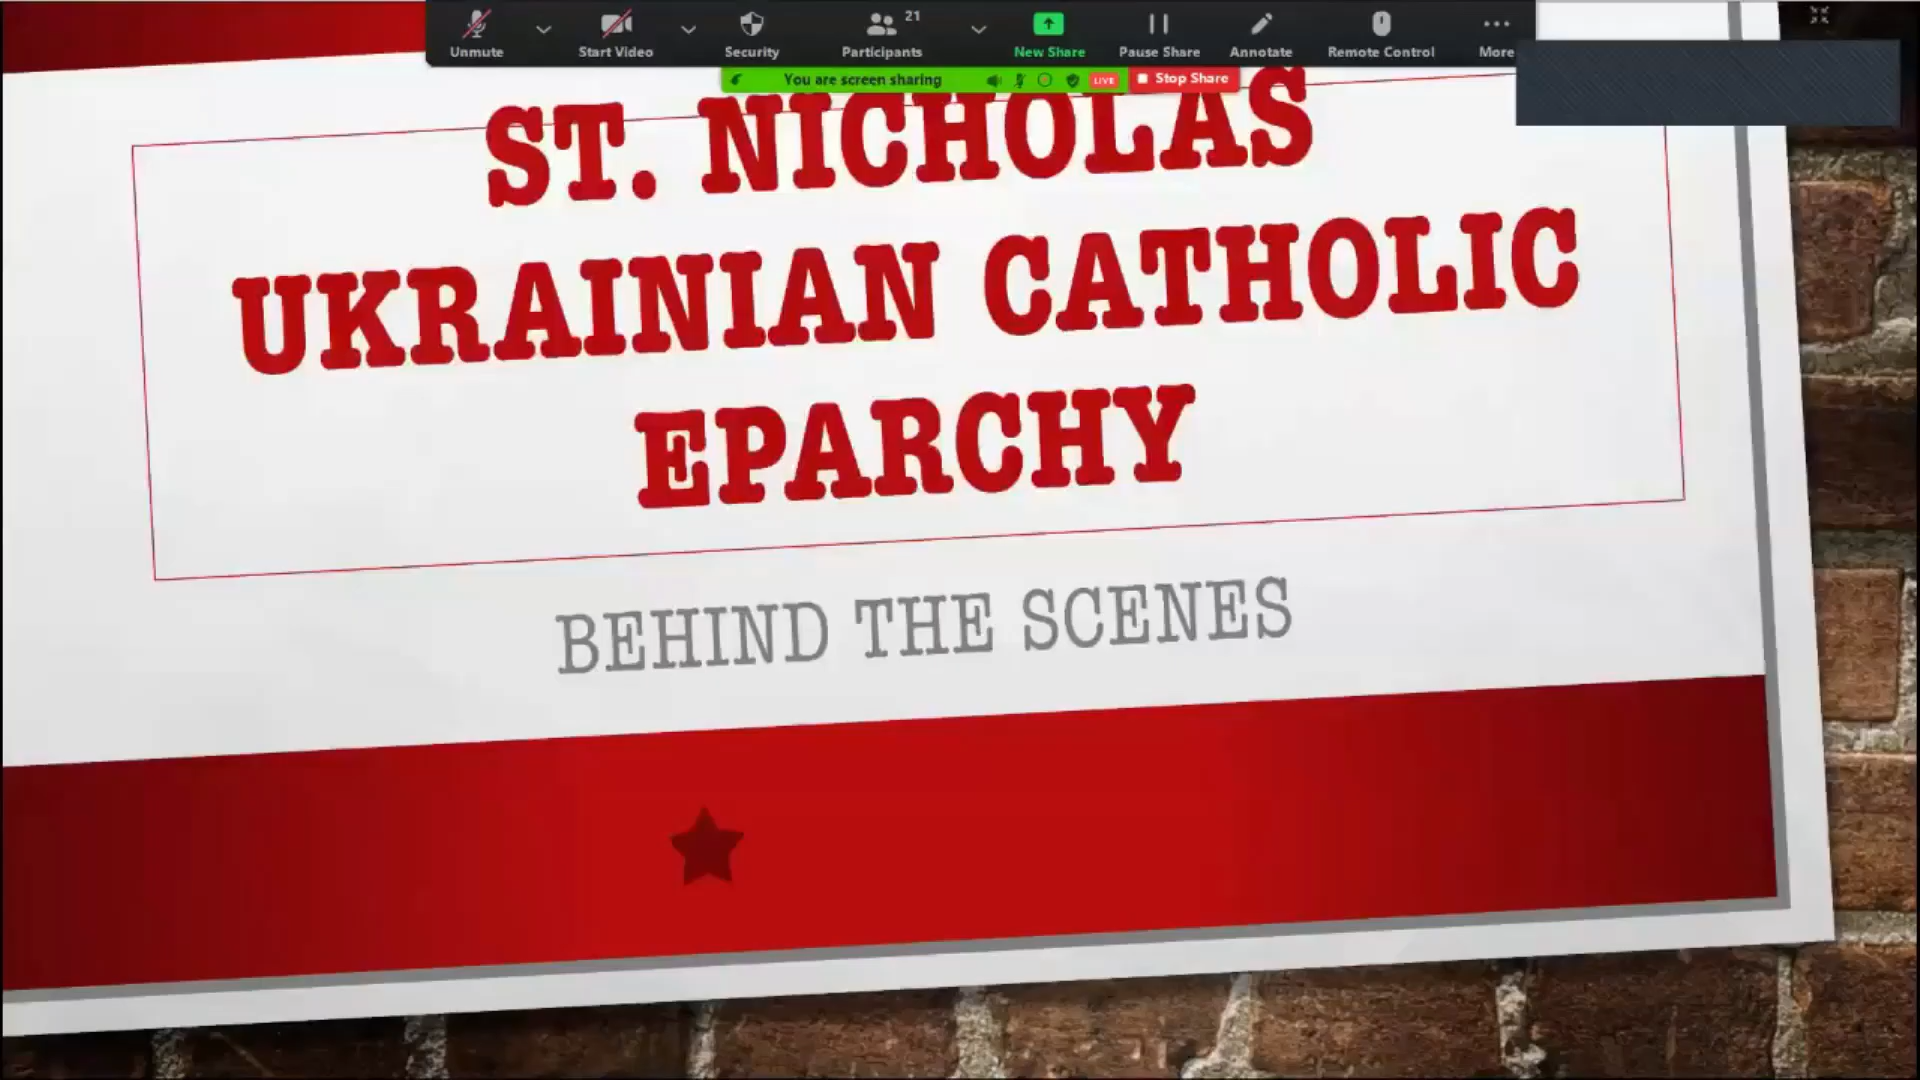 21
Unmute
Start Video
Security
Participants
New Share
Pause Share
Annotate
Remote Control
More
You are screen sharing
LIVE
Stop Share
ST. NICHOLAS
UKRAINIAN CATHOLIC
EPARCHY
BEHIND THE SCENES